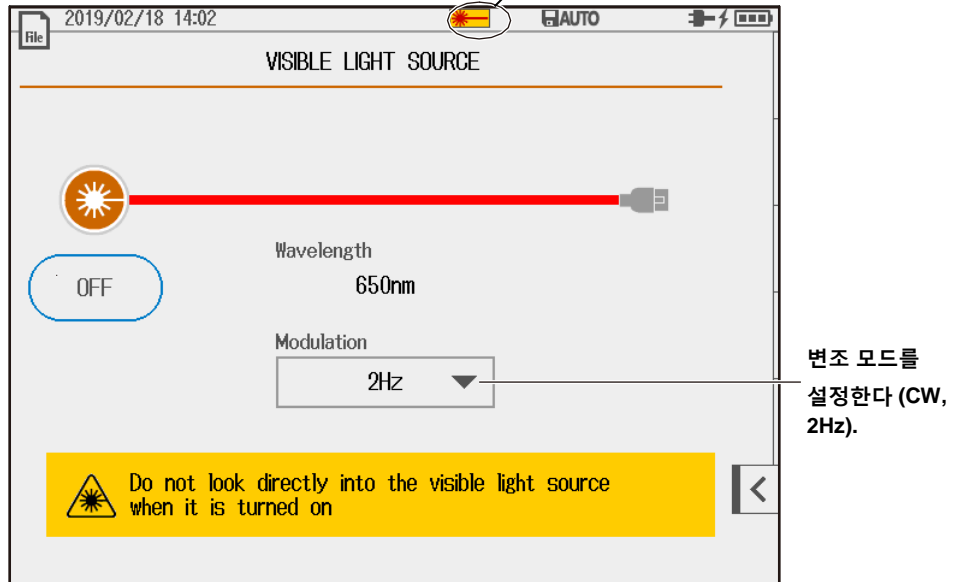 2019/02/18 14:02
AUTO
File
VISIBLE LIGHT SOURCE
Wavelength
650nm
OFF
Modulation
2Hz
변조 모드를
설정한다 (CW,
2Hz).
Do not look directly into the visible light source
when it is turned on